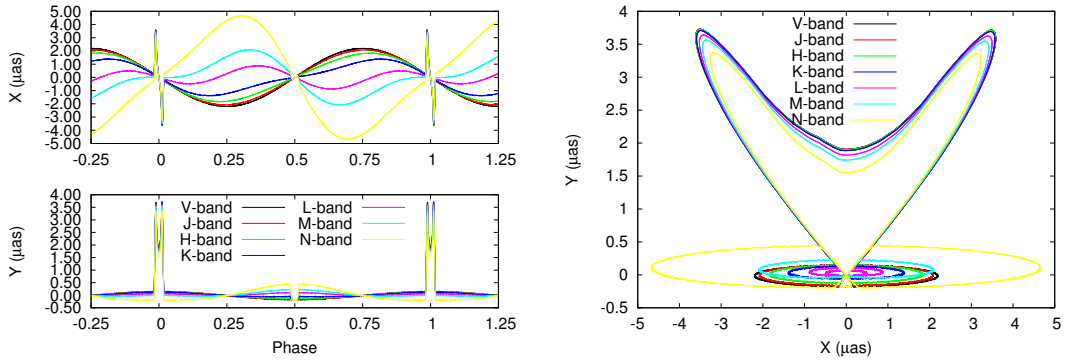 5.00
4.00
3.00
2.00
1.00
0.00
-1.00
-2.00
-3.00
-4.00
-5.00
X (μas)
-0.25 0 0.25 0.5 0.75 1 1.25
4.00
3.50
3.00
2.50
2.00
1.50
1.00
0.50
0.00
-0.50
Y (μas)
V-band L-band
J-band M-band
H-band N-band
K-band
-0.25 0 0.25 0.5 0.75 1 1.25
Phase
4
3.5
3
2.5
2
1.5
1
0.5
0
-0.5
Y (μas)
V-band
J-band
H-band
K-band
L-band
M-band
N-band
-5 -4 -3 -2 -1 0 1 2 3 4 5
X (μas)